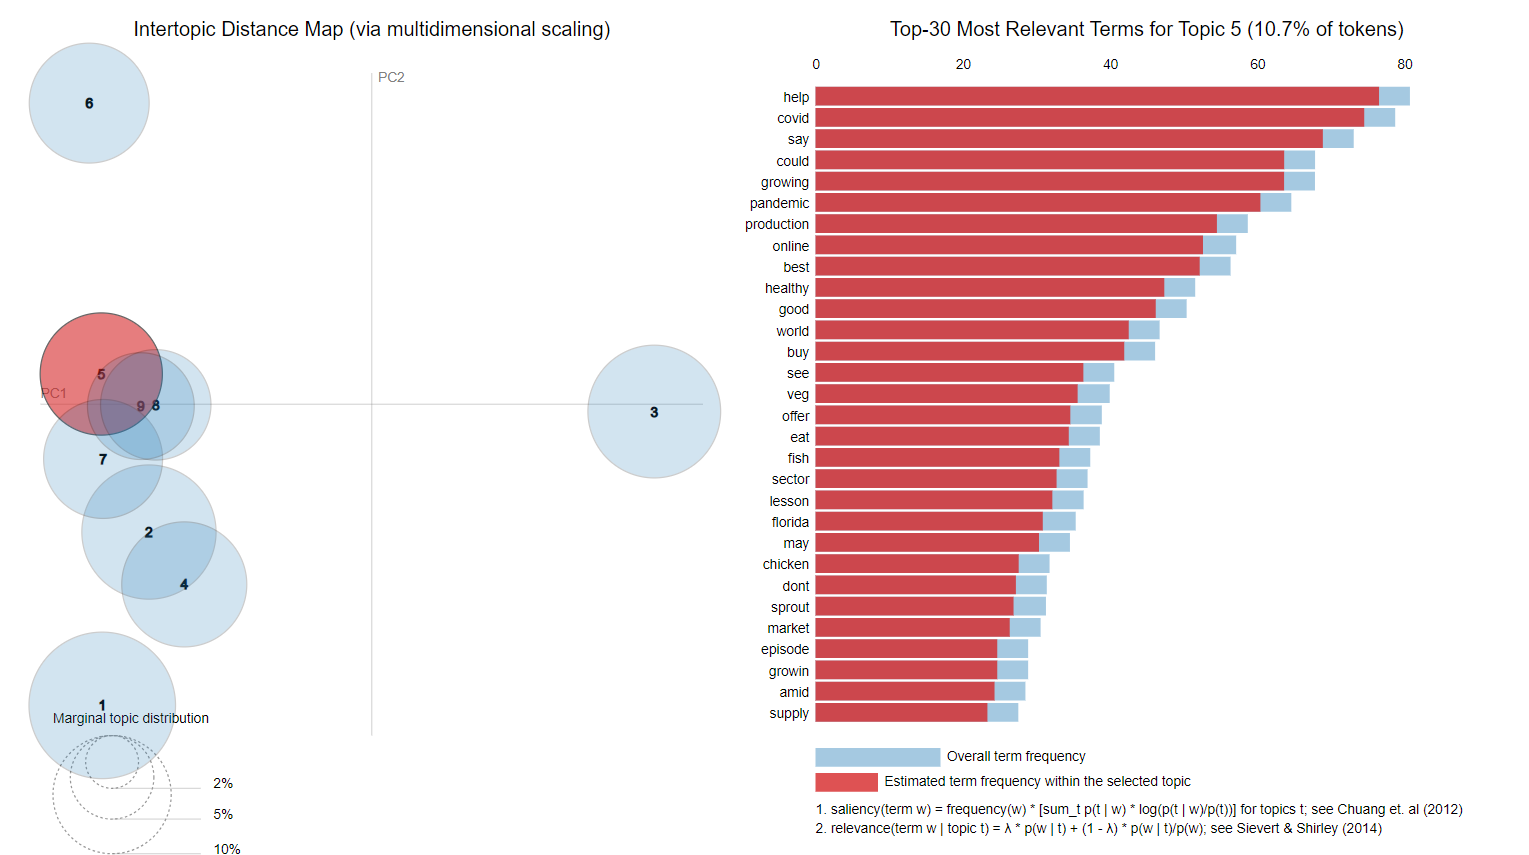 Intertopic Distance Map (via multidimensional scaling)
PC2
PC1
6
5
9
8
7
2
4
3
1
Marginal topic distribution
2%
5%
10%
Top-30 Most Relevant Terms for Topic 5 (10.7% of tokens)
0 20 40 60 80
help
covid
say
could
growing
pandemic
production
online
best
healthy
good
world
buy
see
veg
offer
eat
fish
sector
lesson
florida
may
chicken
dont
sprout
market
episode
growin
amid
supply
Overall term frequency
Estimated term frequency within the selected topic
1. saliency(term w) = frequency(w) * [sum_t p(t | w) * log(p(t | w)/p(t))] for topics t; see Chuang et. al (2012)
2. relevance(term w | topic t) = λ * p(w | t) + (1 - λ) * p(w | t)/p(w); see Sievert & Shirley (2014)